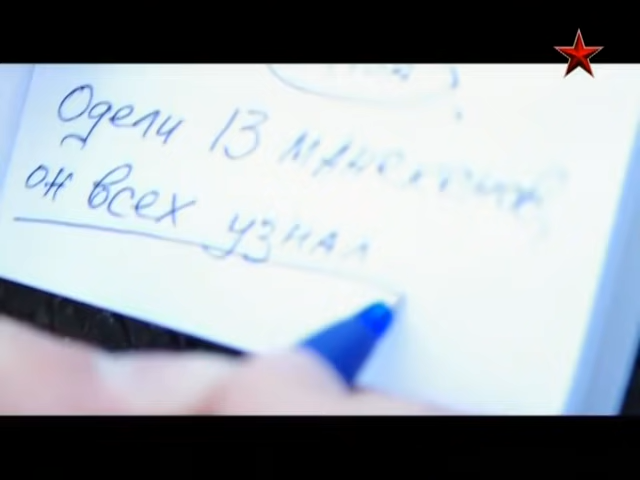 Одели 13 манекенов,
он всех узнал